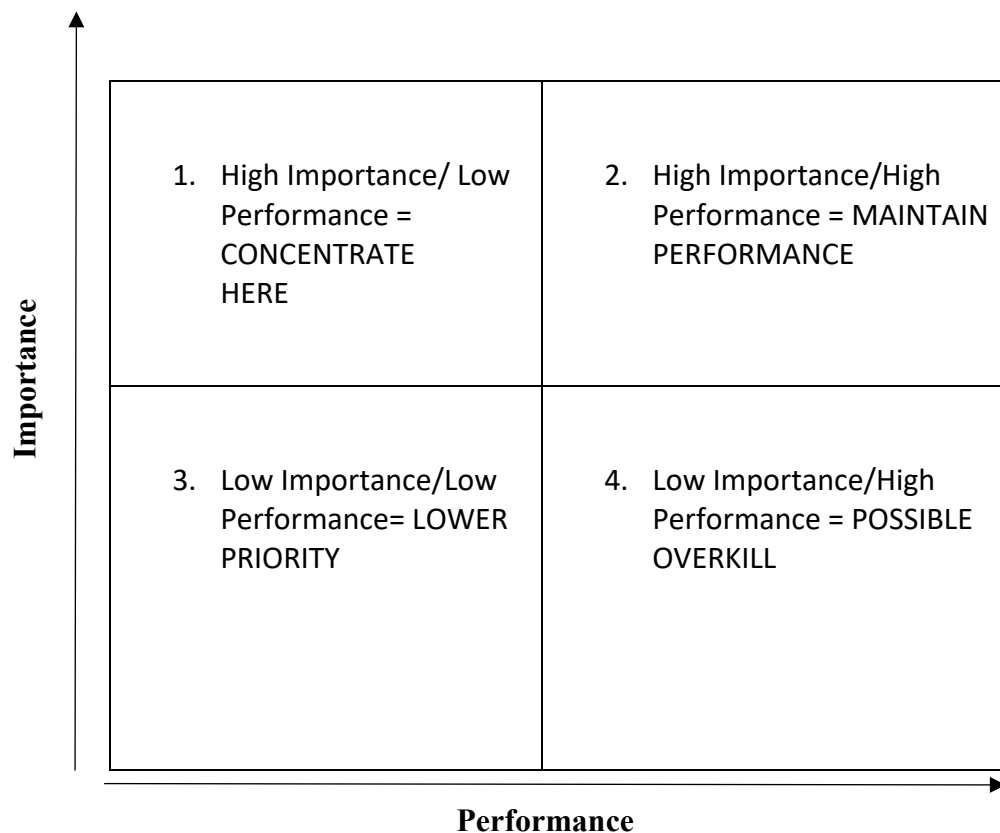 Importance
1. High Importance/ Low
Performance =
CONCENTRATE
HERE
2. High Importance/High
Performance = MAINTAIN
PERFORMANCE
3. Low Importance/Low
Performance= LOWER
PRIORITY
4. Low Importance/High
Performance = POSSIBLE
OVERKILL
Performance